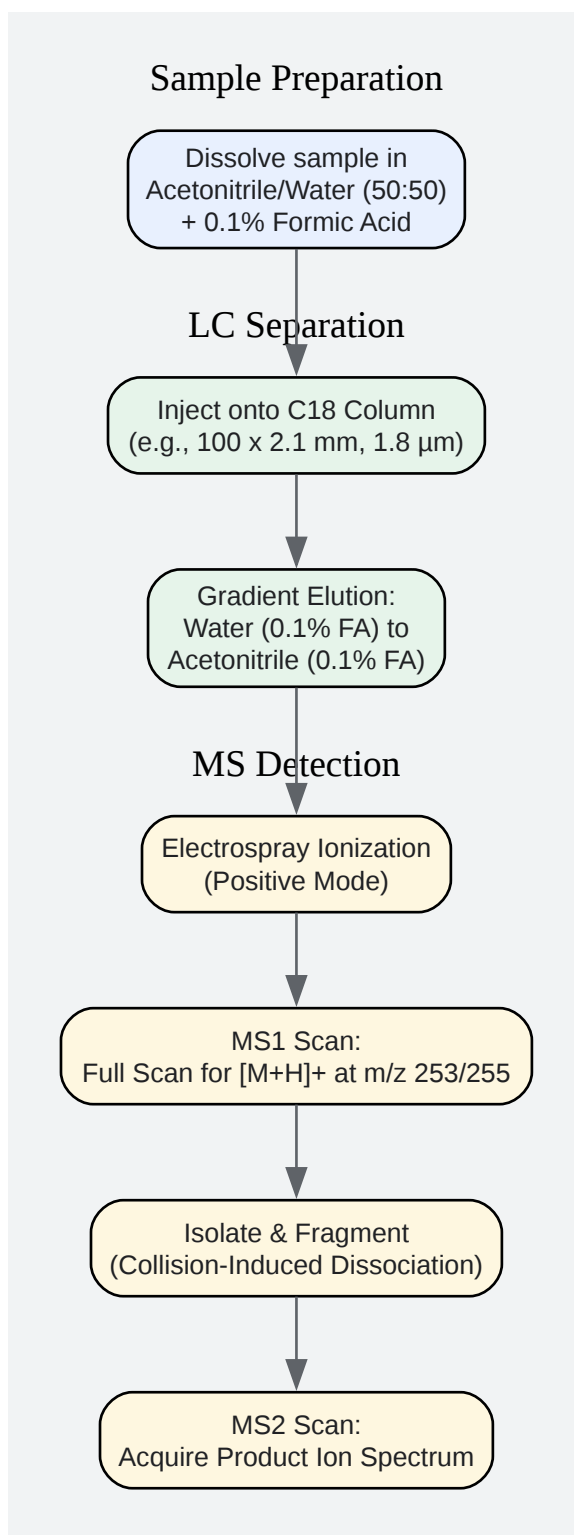 Sample Preparation
Dissolve sample in
Acetonitrile/Water (50:50)
+ 0.1% Formic Acid
LC Separation
Inject onto C18 Column
(e.g., 100 x 2.1 mm, 1.8 µm)
Gradient Elution:
Water (0.1% FA) to
Acetonitrile (0.1% FA)
MS Detection
Electrospray Ionization
(Positive Mode)
MS1 Scan:
Full Scan for [M+H]+ at m/z 253/255
Isolate & Fragment
(Collision-Induced Dissociation)
MS2 Scan:
Acquire Product Ion Spectrum